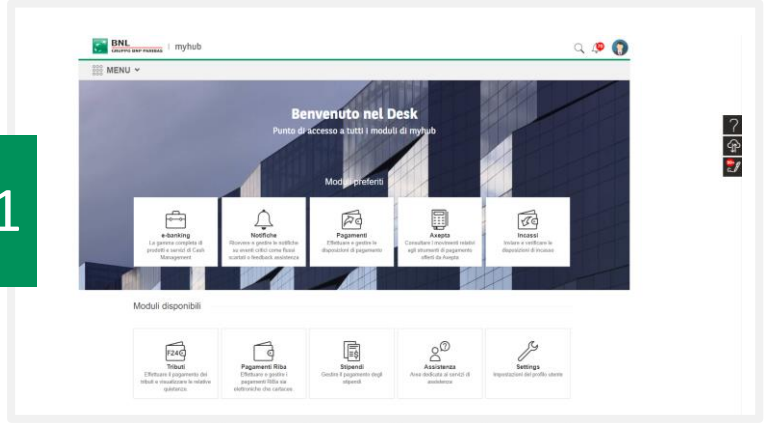 BNL
GRUPPO BNP PARIBAS
myhub
MENU
Benvenuto nel Desk
Punto di accesso a tutti i moduli di myhub
Moduli preferiti
1
e-banking
La gamma completa di
prodotti e servizi di Cash
Management
Notifiche
Ricevere e gestire le notifiche
su eventi critici come flussi
scartati e feedback assistenza
Pagamenti
Effettuare e gestire le
disposizioni di pagamento
Axepta
Consultare i movimenti relativi
agli strumenti di pagamento
offerti da Axepta
Incassi
Inviare e verificare le
disposizioni di incasso
Moduli disponibili
F24
Tributi
Effettuare il pagamento dei
tributi e visualizzare le relative
quietanze.
Pagamenti Riba
Effettuare e gestire i
pagamenti RiBa sia
elettroniche che cartacee.
Stipendi
Gestire il pagamento degli
stipendi
Assistenza
Area dedicata ai servizi di
assistenza
Settings
Impostazioni del profilo utente